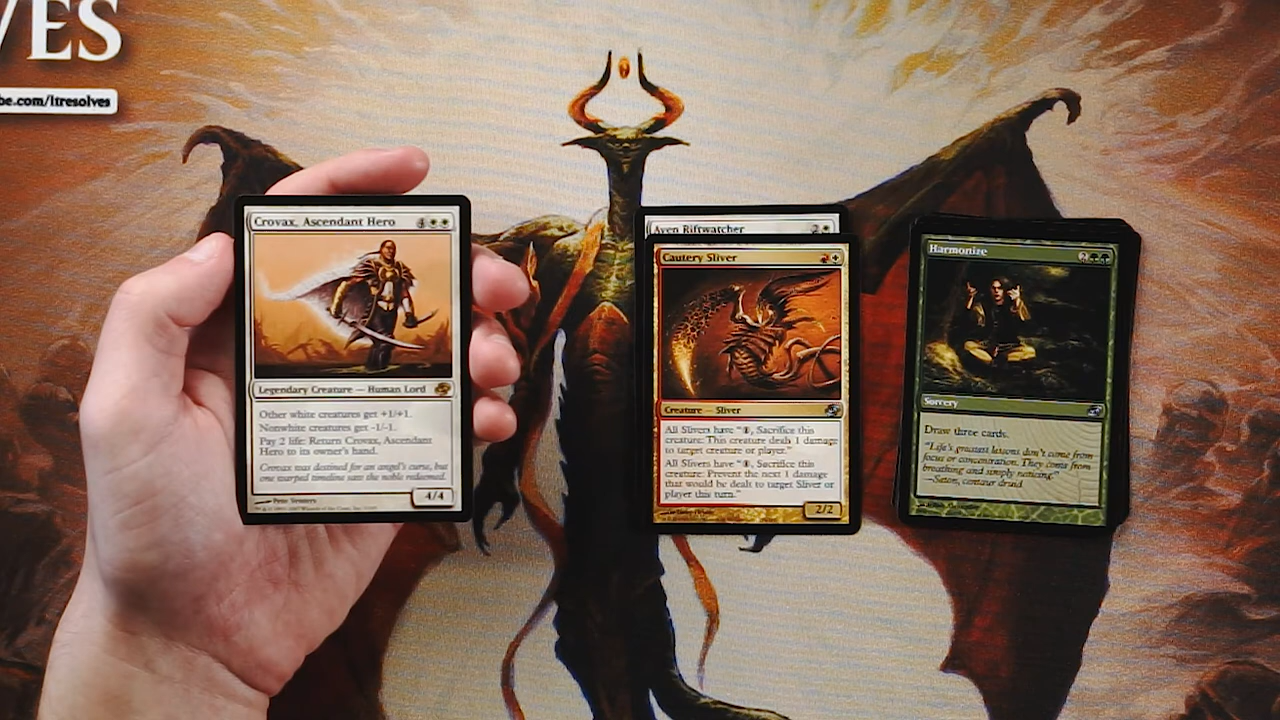 VES
be.com/ltresolves
Crovax, Ascendant Hero 4
Legendary Creature — Human Lord
Other white creatures get +1/+1.
Nonwhite creatures get -1/-1.
Pay 2 life: Return Crovax, Ascendant
Hero to its owner's hand.
Crovax was destined for an angel's curse, but
one warped timeline saw the noble redeemed.
4/4
Aven Riftwatcher 2
Cautery Sliver
Creature — Sliver
All Slivers have "1, Sacrifice this
creature: This creature deals 1 damage
to target creature or player."
All Slivers have "1, Sacrifice this
creature: Prevent the next 1 damage
that would be dealt to target Sliver or
player this turn."
2/2
Harmonize 2
Sorcery
Draw three cards.
"Life's greatest lessons don't come from
focus or concentration. They come from
breathing and simply noticing."
—Seton, centaur druid